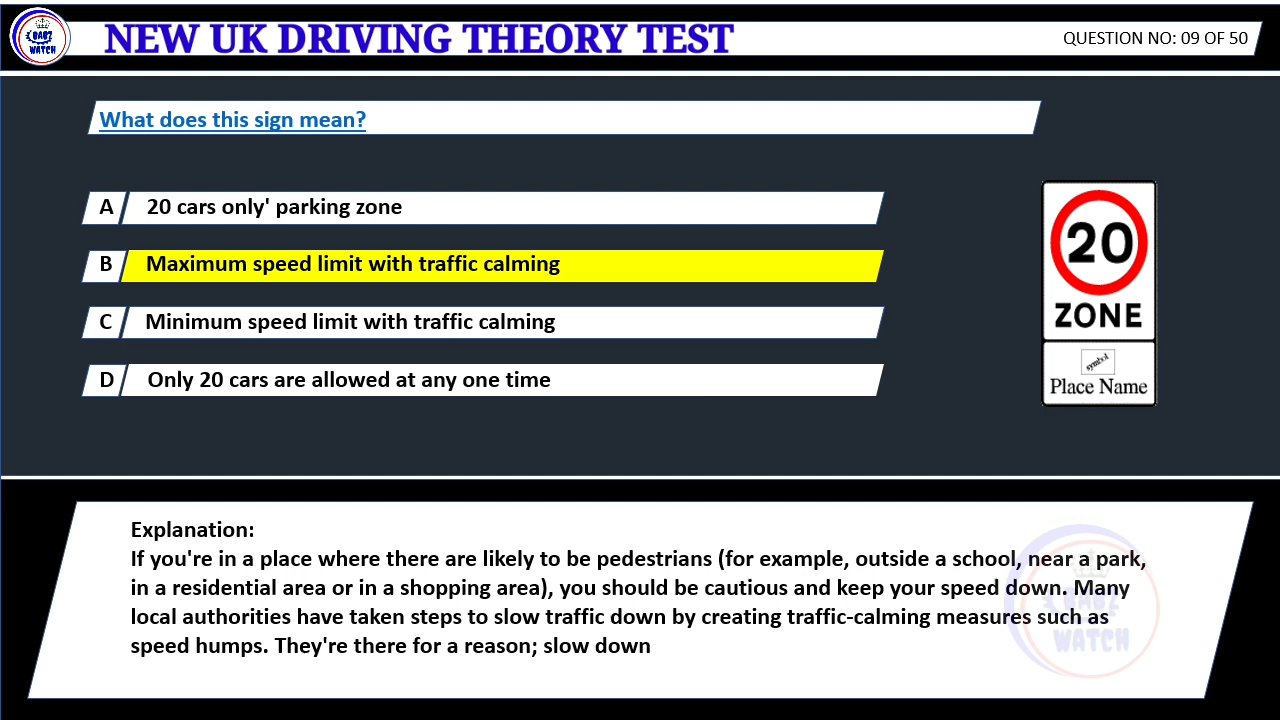 BADZ
WATCH
NEW UK DRIVING THEORY TEST
QUESTION NO: 09 OF 50
What does this sign mean?
A 20 cars only' parking zone
B Maximum speed limit with traffic calming
C Minimum speed limit with traffic calming
D Only 20 cars are allowed at any one time
20
ZONE
symbol
Place Name
Explanation:
If you're in a place where there are likely to be pedestrians (for example, outside a school, near a park,
in a residential area or in a shopping area), you should be cautious and keep your speed down. Many
local authorities have taken steps to slow traffic down by creating traffic-calming measures such as
speed humps. They're there for a reason; slow down
BADZ
WATCH